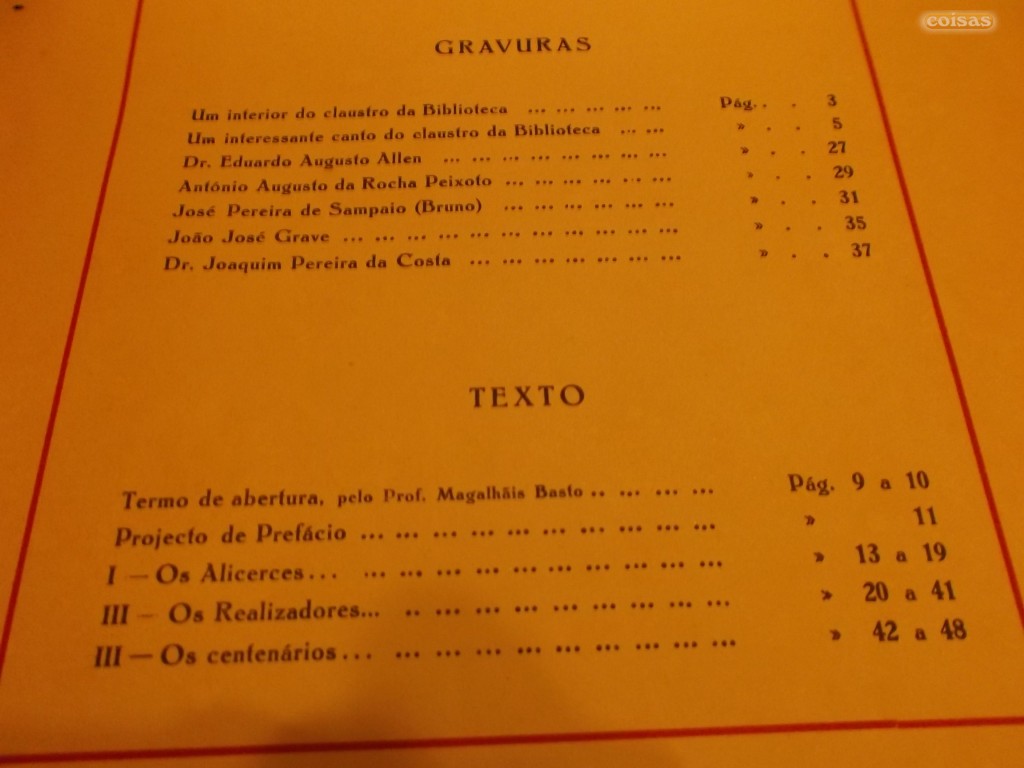 coisas
GRAVURAS
Um interior do claustro da Biblioteca ... ... ... ... ... Pág. . . 3
Um interessante canto do claustro da Biblioteca ... ... » . . 5
Dr. Eduardo Augusto Allen ... ... ... ... ... ... ... ... » . . 27
António Augusto da Rocha Peixoto ... ... ... ... ... ... » . . 29
José Pereira de Sampaio (Bruno) ... ... ... ... ... ... » . . 31
João José Grave ... ... ... ... ... ... ... ... ... ... ... » . . 35
Dr. Joaquim Pereira da Costa ... ... ... ... ... ... ... » . . 37
TEXTO
Termo de abertura, pelo Prof. Magalhãis Basto .. ... ... ... Pág. 9 a 10
Projecto de Prefácio ... ... ... ... ... ... ... ... ... ... ... » 11
I — Os Alicerces... ... ... ... ... ... ... ... ... ... ... » 13 a 19
III — Os Realizadores... .. ... ... ... ... ... ... ... ... » 20 a 41
III — Os centenários... ... ... ... ... ... ... ... ... ... » 42 a 48